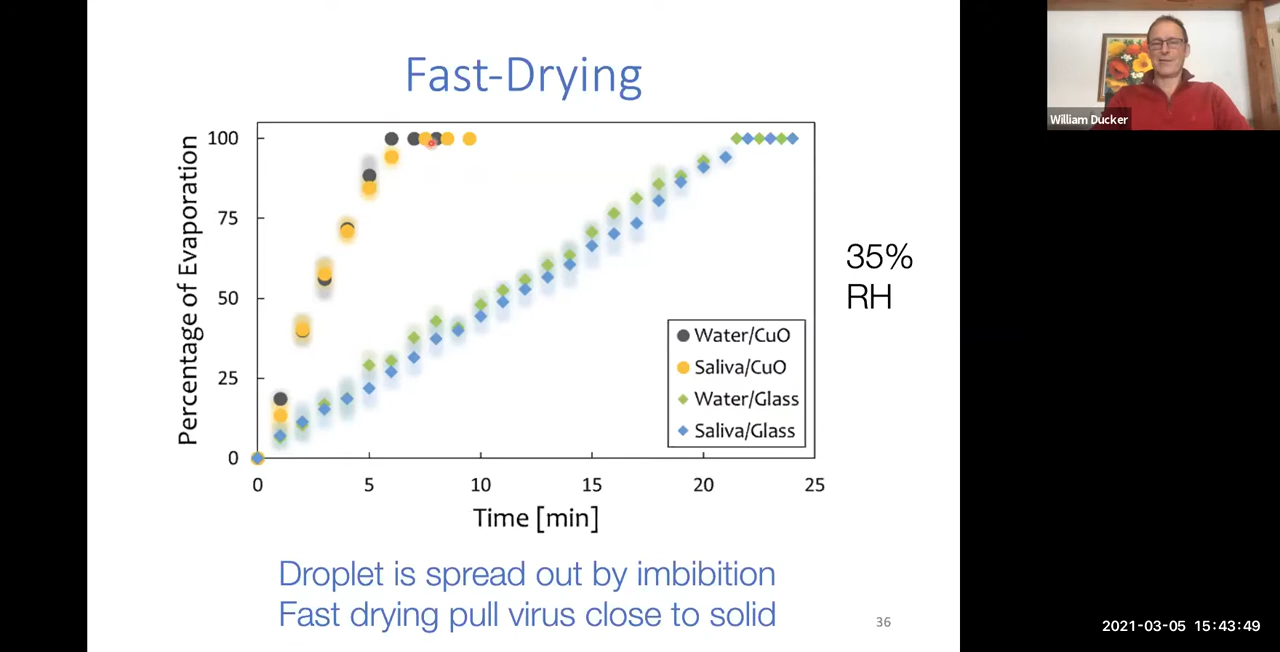 Fast-Drying
William Ducker
Percentage of Evaporation
100
75
50
25
0
0 5 10 15 20 25
Time [min]
Water/CuO
Saliva/CuO
Water/Glass
Saliva/Glass
35%
RH
Droplet is spread out by imbibition
Fast drying pull virus close to solid
36
2021-03-05 15:43:49